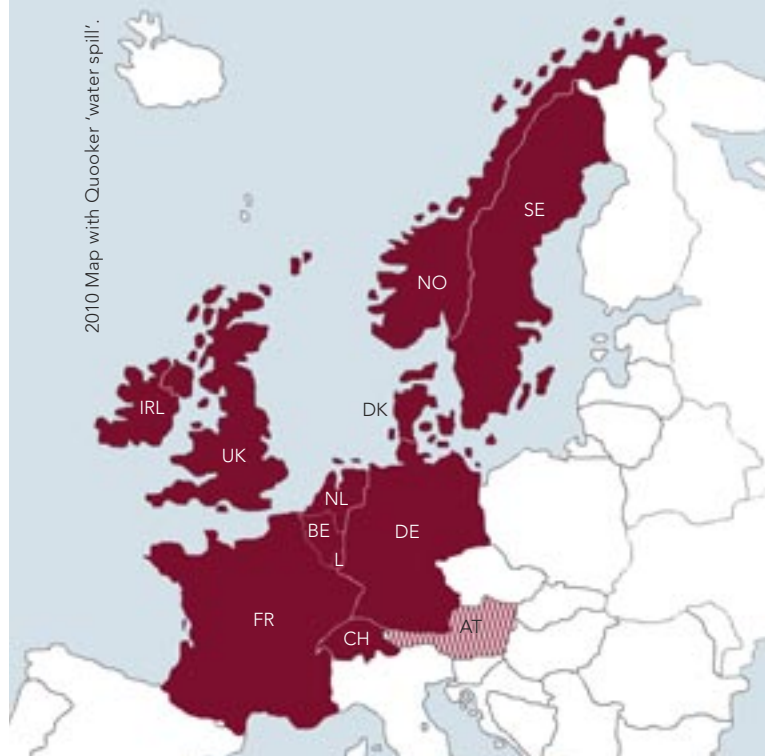 2010 Map with Quooker ‘water spill’.
SE
NO
DK
IRL
UK
NL
BE
DE
L
FR
CH
AT